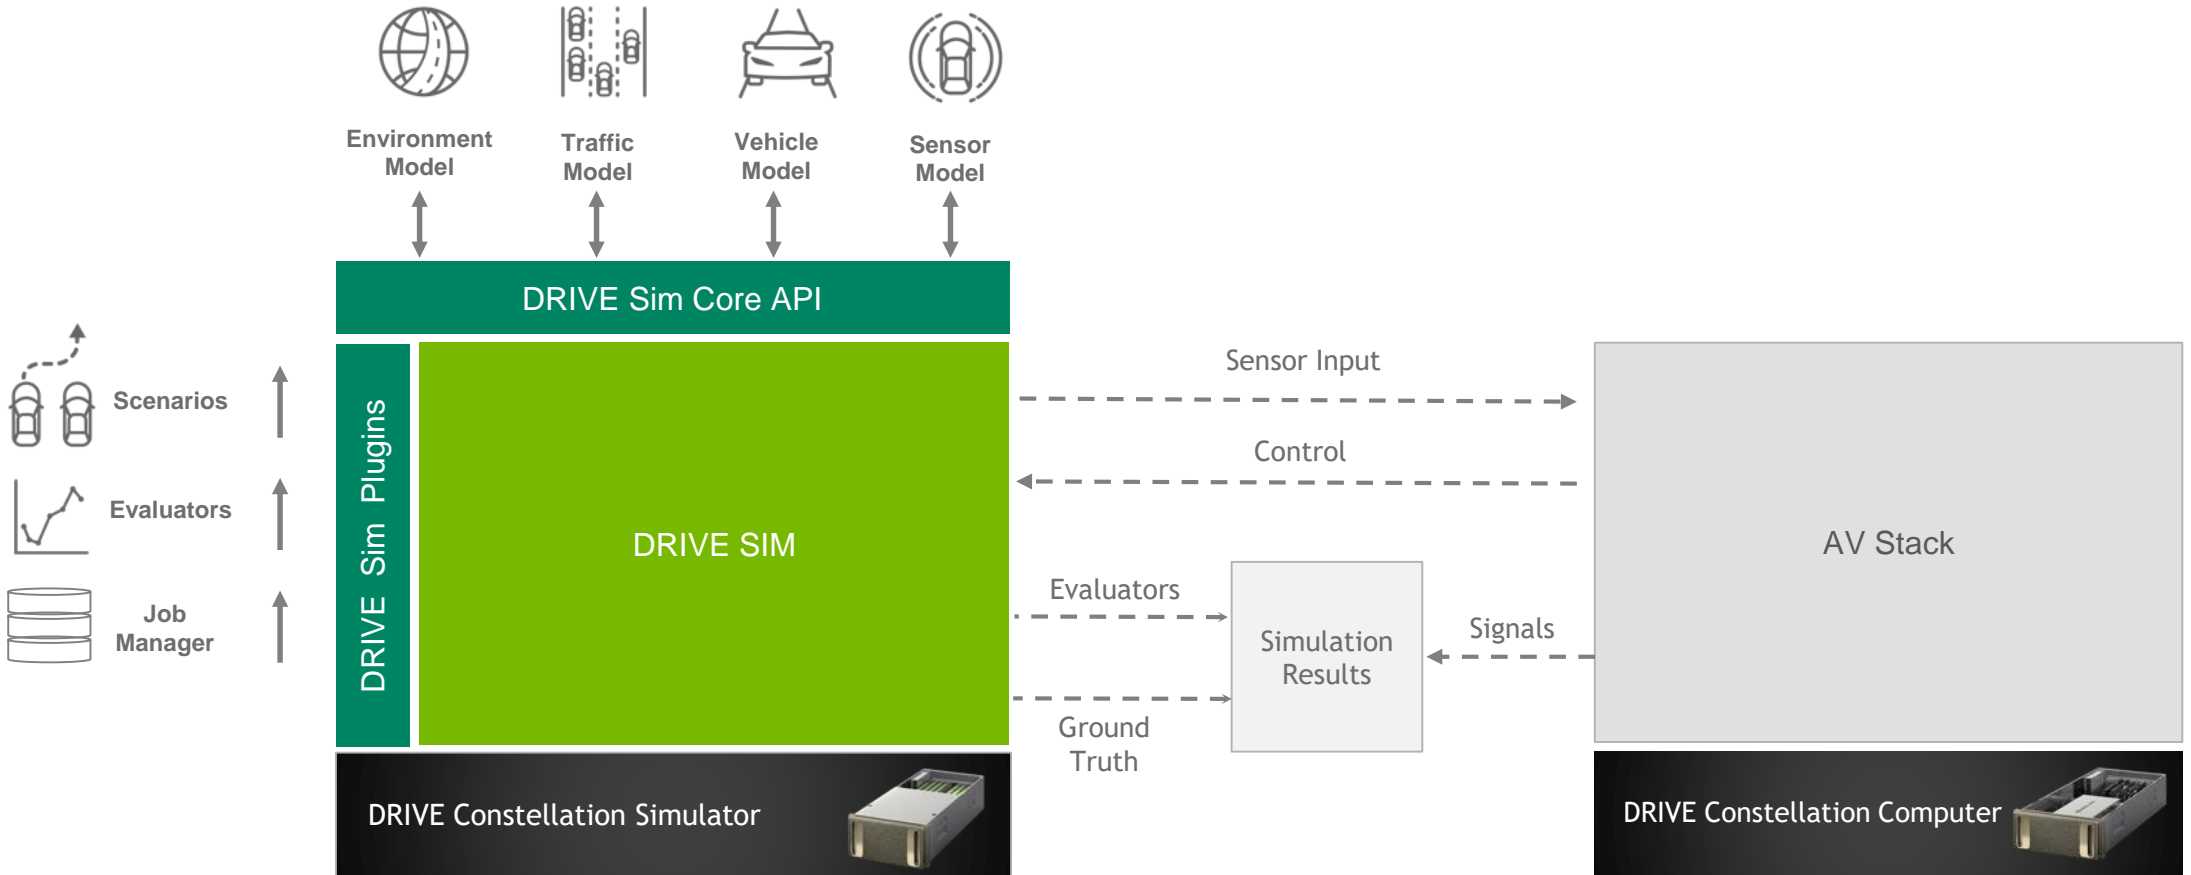 Environment
Model
Traffic
Model
Vehicle
Model
Sensor
Model
DRIVE Sim Core API
Scenarios
Evaluators
Job
Manager
DRIVE Sim Plugins
DRIVE SIM
Sensor Input
Control
Evaluators
Ground
Truth
Simulation
Results
Signals
AV Stack
DRIVE Constellation Simulator
DRIVE Constellation Computer